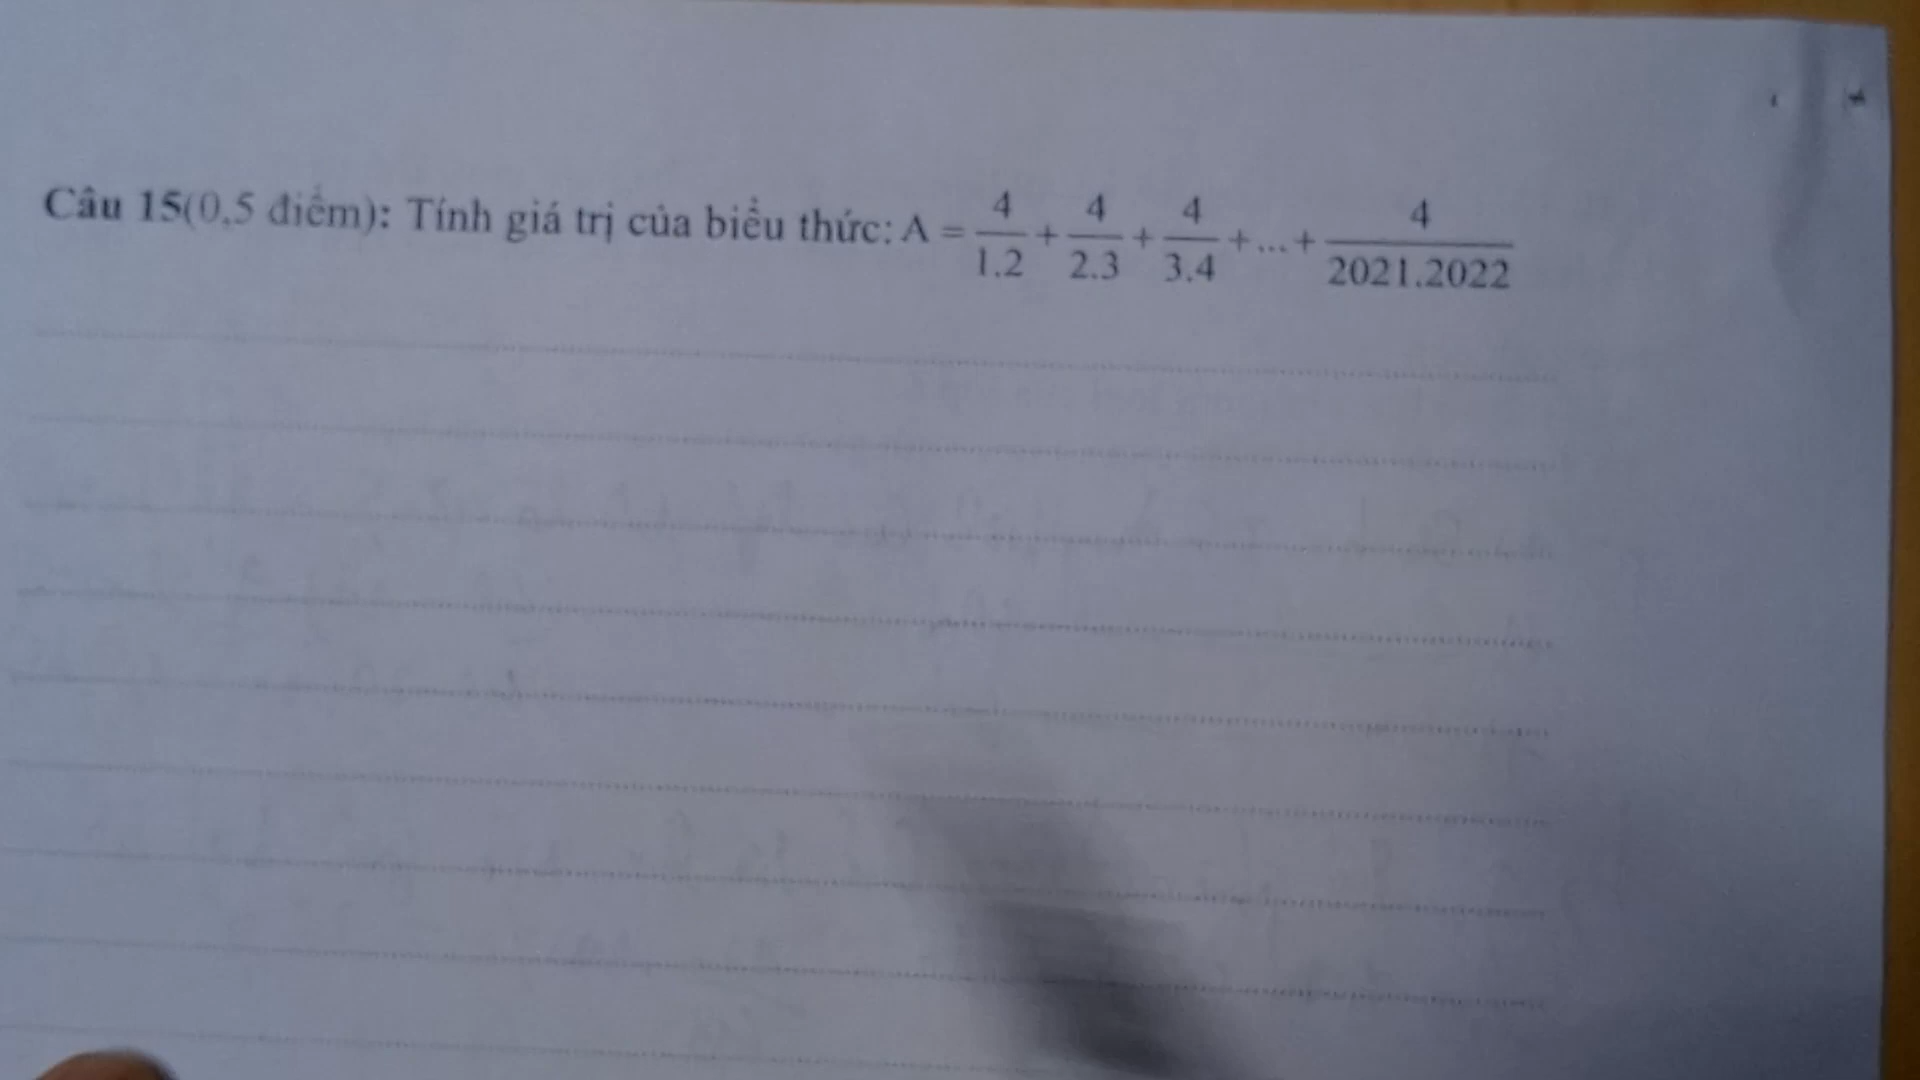 Câu 15(0,5 điểm): Tính giá trị của biểu thức: A = 4/1.2 + 4/2.3 + 4/3.4 + ... + 4/2021.2022